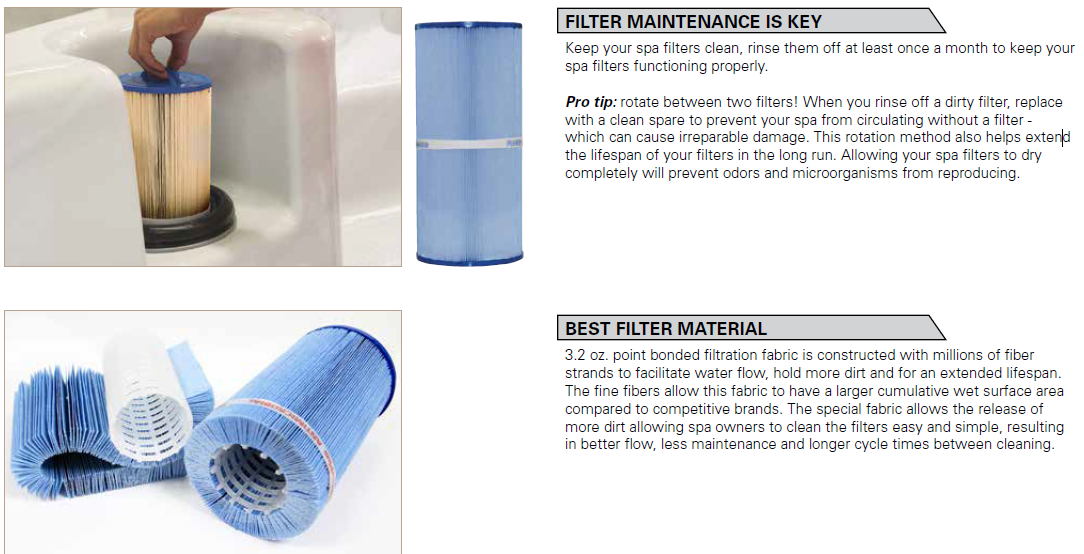 FILTER MAINTENANCE IS KEY
Keep your spa filters clean, rinse them off at least once a month to keep your
spa filters functioning properly.
Pro tip: rotate between two filters! When you rinse off a dirty filter, replace
with a clean spare to prevent your spa from circulating without a filter -
which can cause irreparable damage. This rotation method also helps extend
the lifespan of your filters in the long run. Allowing your spa filters to dry
completely will prevent odors and microorganisms from reproducing.
BEST FILTER MATERIAL
3.2 oz. point bonded filtration fabric is constructed with millions of fiber
strands to facilitate water flow, hold more dirt and for an extended lifespan.
The fine fibers allow this fabric to have a larger cumulative wet surface area
compared to competitive brands. The special fabric allows the release of
more dirt allowing spa owners to clean the filters easy and simple, resulting
in better flow, less maintenance and longer cycle times between cleaning.